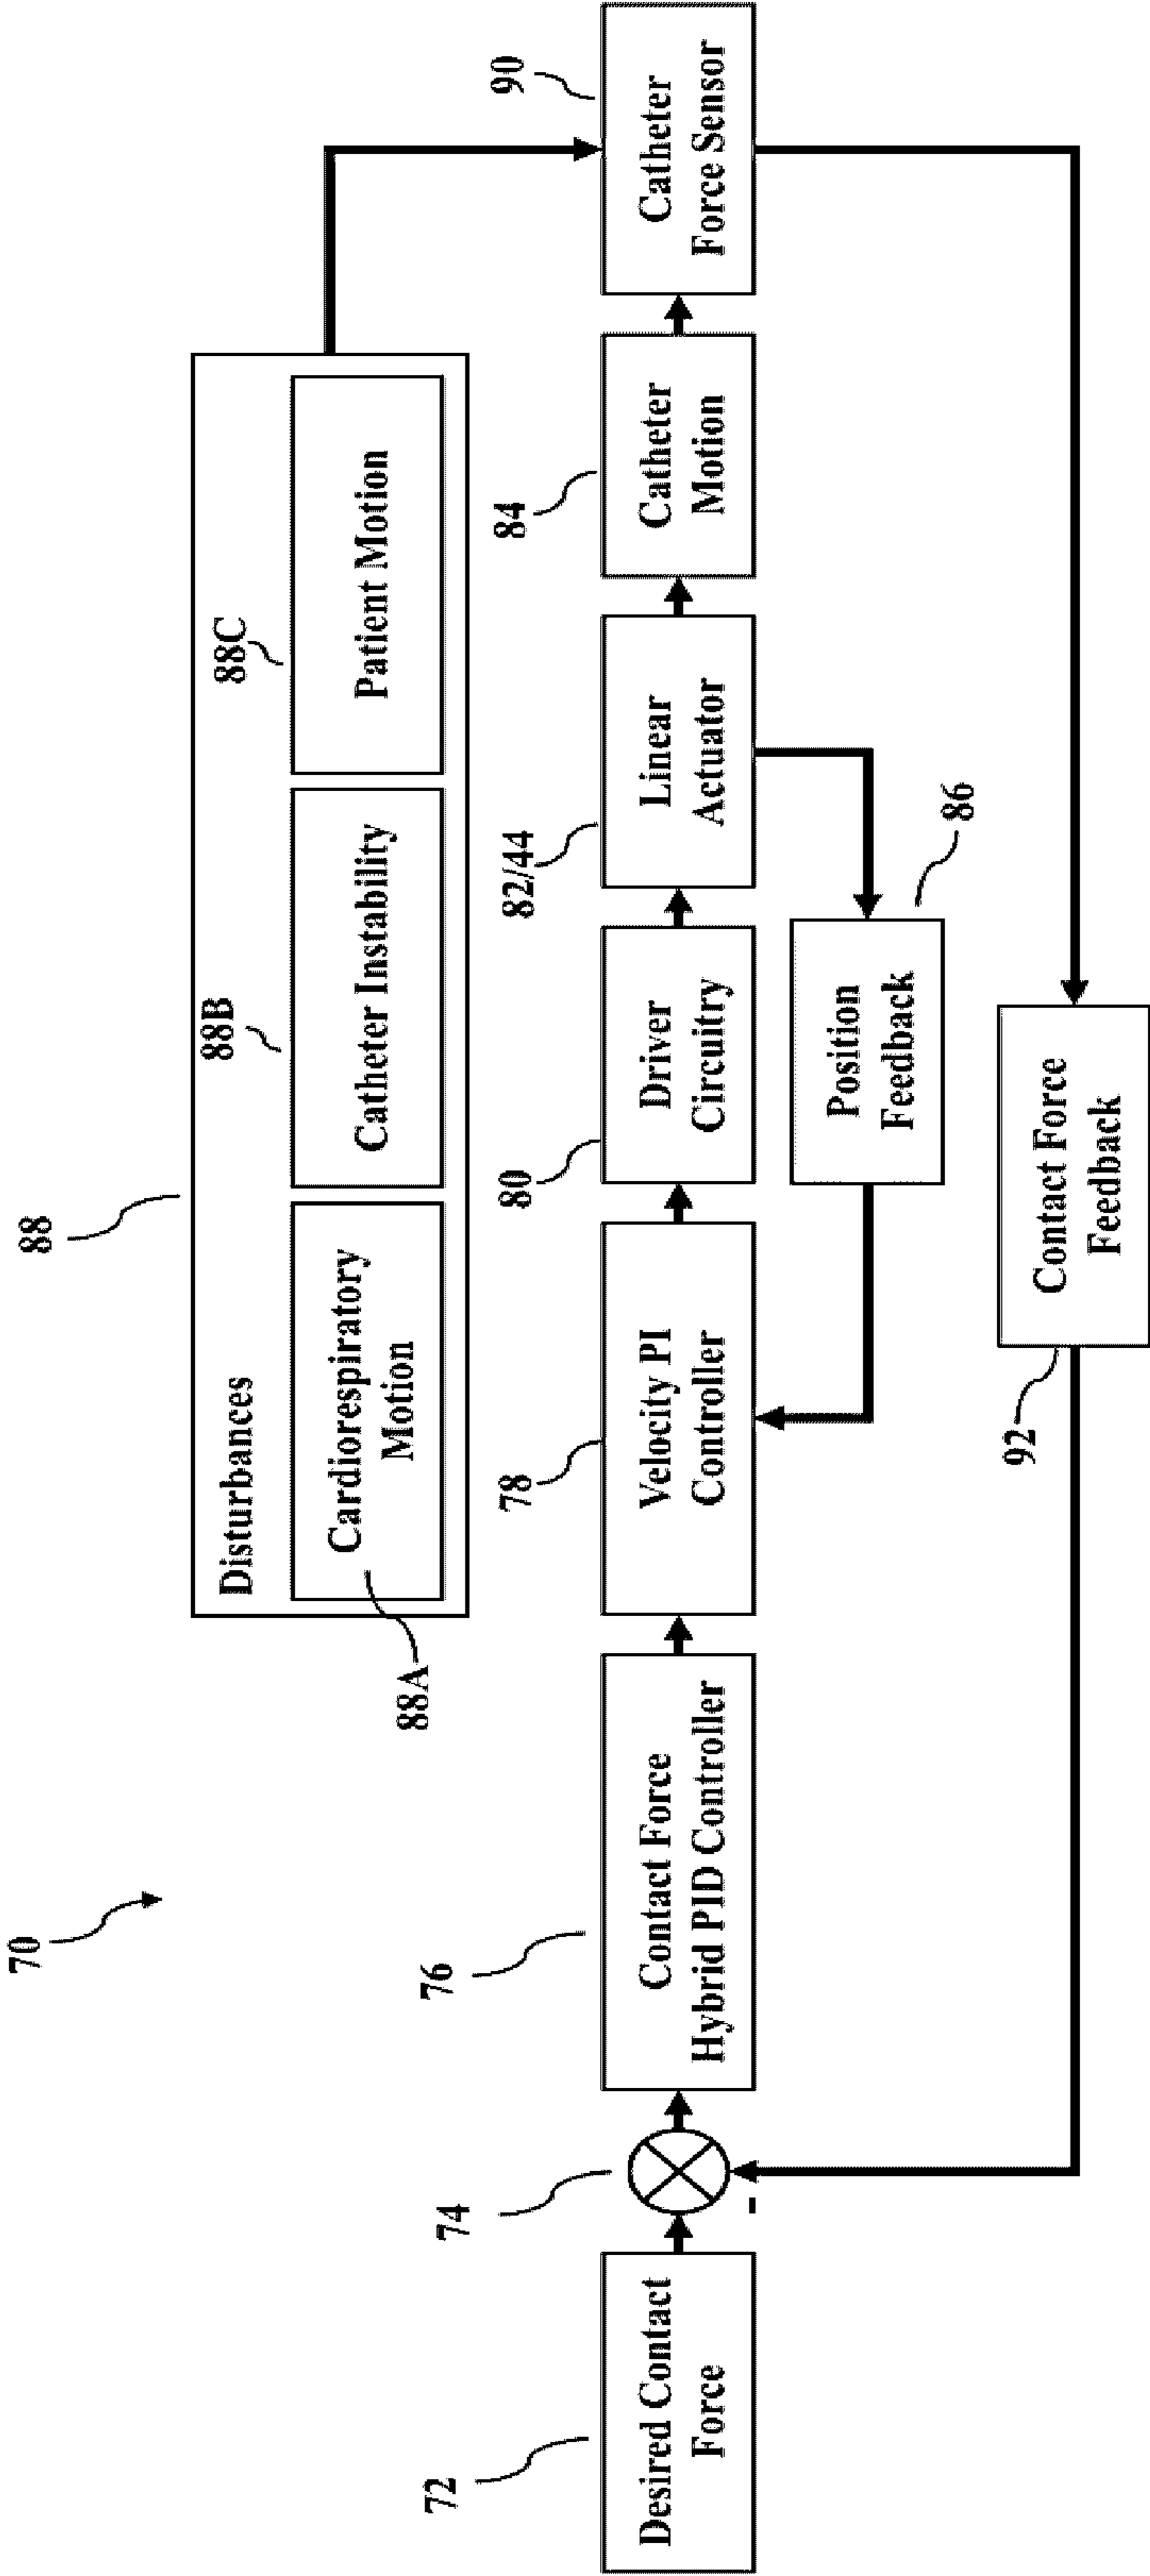 70
88
Disturbances
88A
Cardiorespiratory
Motion
88B
Catheter Instability
88C
Patient Motion
72
Desired Contact
Force
74
-
76
Contact Force
Hybrid PID Controller
78
Velocity PI
Controller
80
Driver
Circuitry
82/44
Linear
Actuator
84
Catheter
Motion
90
Catheter
Force Sensor
Position
Feedback
86
92
Contact Force
Feedback